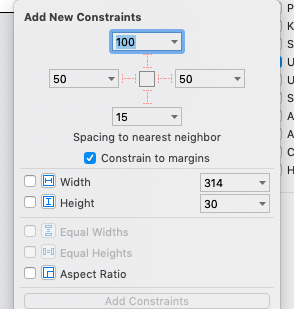 Add New Constraints
100
50 50
15
Spacing to nearest neighbor
Constrain to margins
Width 314
Height 30
Equal Widths
Equal Heights
Aspect Ratio
Add Constraints
P
K
S
U
U
S
A
A
C
H